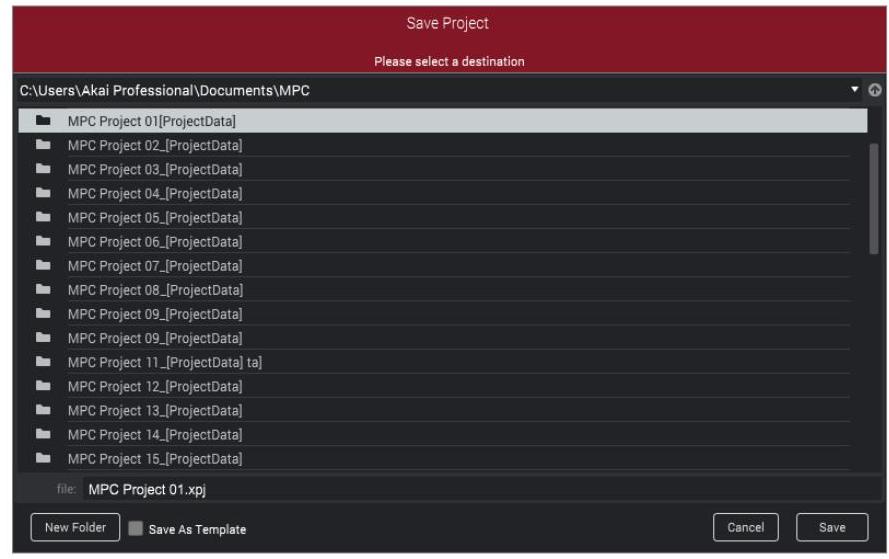 Save Project
Please select a destination
C:\Users\Akai Professional\Documents\MPC
MPC Project 01[ProjectData]
MPC Project 02_[ProjectData]
MPC Project 03_[ProjectData]
MPC Project 04_[ProjectData]
MPC Project 05_[ProjectData]
MPC Project 06_[ProjectData]
MPC Project 07_[ProjectData]
MPC Project 08_[ProjectData]
MPC Project 09_[ProjectData]
MPC Project 09_[ProjectData]
MPC Project 11_[ProjectData] ta]
MPC Project 12_[ProjectData]
MPC Project 13_[ProjectData]
MPC Project 14_[ProjectData]
MPC Project 15_[ProjectData]
file: MPC Project 01.xpj
New Folder Save As Template Cancel Save